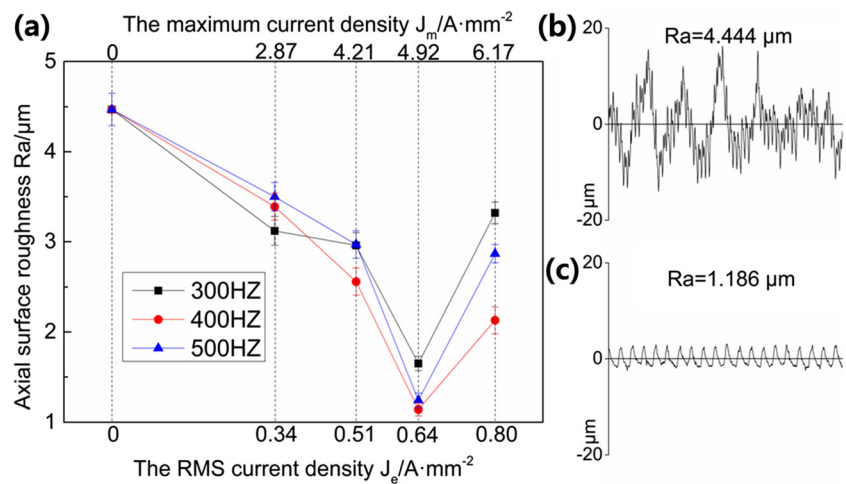 (a)
The maximum current density Jm/A·mm-2
0 2.87 4.21 4.92 6.17
Axial surface roughness Ra/μm
5
4
3
2
1
300HZ
400HZ
500HZ
0 0.34 0.51 0.64 0.80
The RMS current density Je/A·mm-2
(b)
20
Ra=4.444 μm
0
μm
-20
(c)
20
Ra=1.186 μm
0
μm
-20